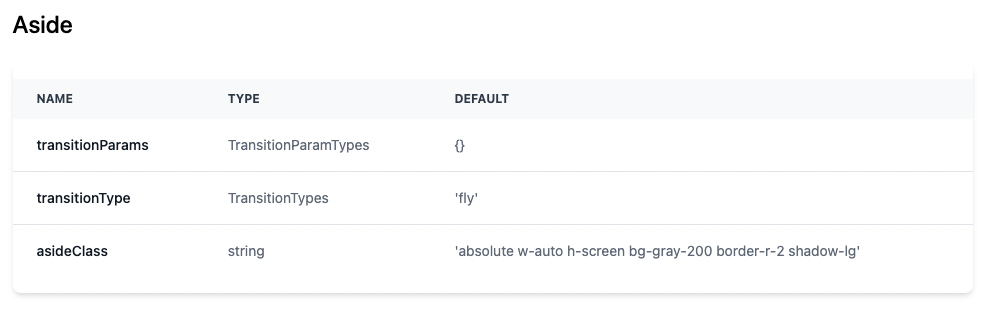 Aside
NAME TYPE DEFAULT
transitionParams TransitionParamTypes {}
transitionType TransitionTypes 'fly'
asideClass string 'absolute w-auto h-screen bg-gray-200 border-r-2 shadow-lg'